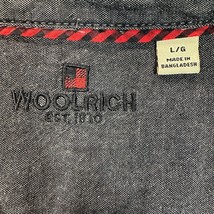 L/G
MADE IN
BANGLADESH
WOOLRICH
EST. 1830